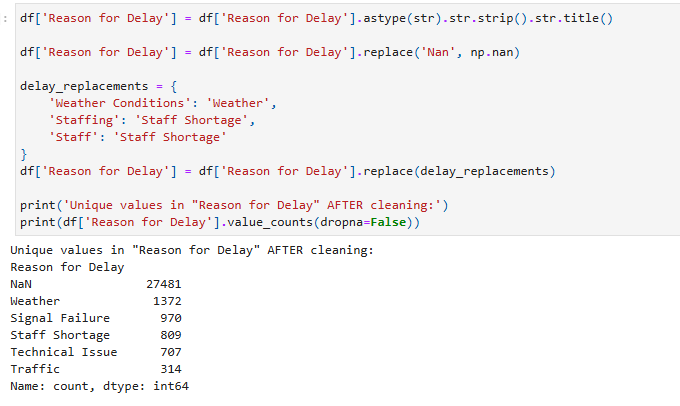 : df['Reason for Delay'] = df['Reason for Delay'].astype(str).str.strip().str.title()
df['Reason for Delay'] = df['Reason for Delay'].replace('Nan', np.nan)
delay_replacements = {
    'Weather Conditions': 'Weather',
    'Staffing': 'Staff Shortage',
    'Staff': 'Staff Shortage'
}
df['Reason for Delay'] = df['Reason for Delay'].replace(delay_replacements)
print('Unique values in "Reason for Delay" AFTER cleaning:')
print(df['Reason for Delay'].value_counts(dropna=False))
Unique values in "Reason for Delay" AFTER cleaning:
Reason for Delay
NaN                27481
Weather             1372
Signal Failure       970
Staff Shortage       809
Technical Issue      707
Traffic              314
Name: count, dtype: int64